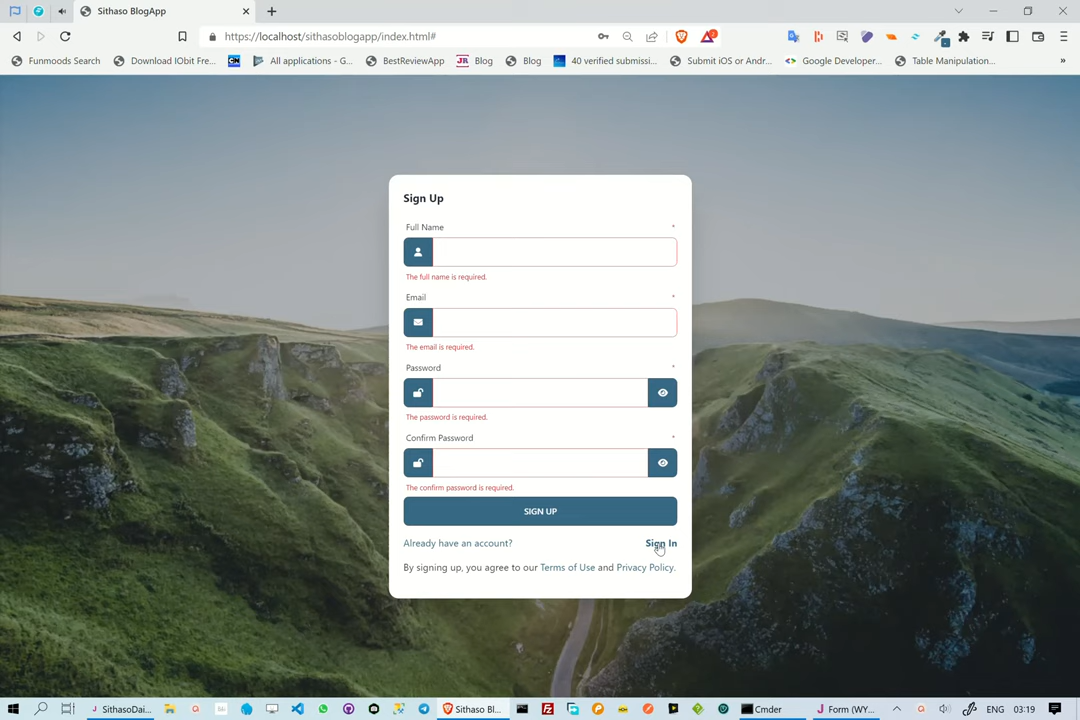 Sithaso BlogApp
https://localhost/sithasoblogapp/index.html#
Funmoods Search
Download IObit Fre...
All applications - G...
BestReviewApp
JR Blog
Blog
40 verified submissi...
Submit iOS or Andr...
Google Developer...
Table Manipulation...
»
Sign Up
Full Name *
The full name is required.
Email *
The email is required.
Password *
The password is required.
Confirm Password *
The confirm password is required.
SIGN UP
Already have an account? Sign In
By signing up, you agree to our Terms of Use and Privacy Policy.
SithasoDai...
Sithaso Bl...
Cmder
Form (WY...
ENG
03:19